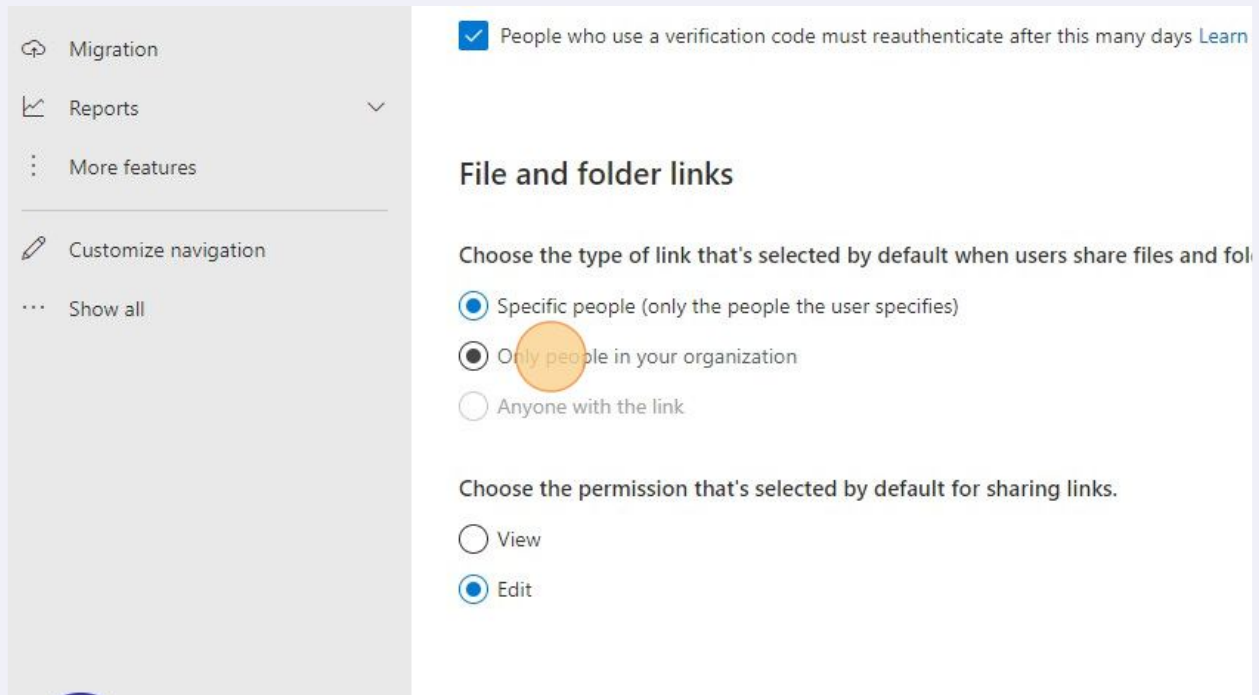 Migration
Reports
More features
Customize navigation
Show all
People who use a verification code must reauthenticate after this many days Learn
File and folder links
Choose the type of link that's selected by default when users share files and fol
Specific people (only the people the user specifies)
Only people in your organization
Anyone with the link
Choose the permission that's selected by default for sharing links.
View
Edit